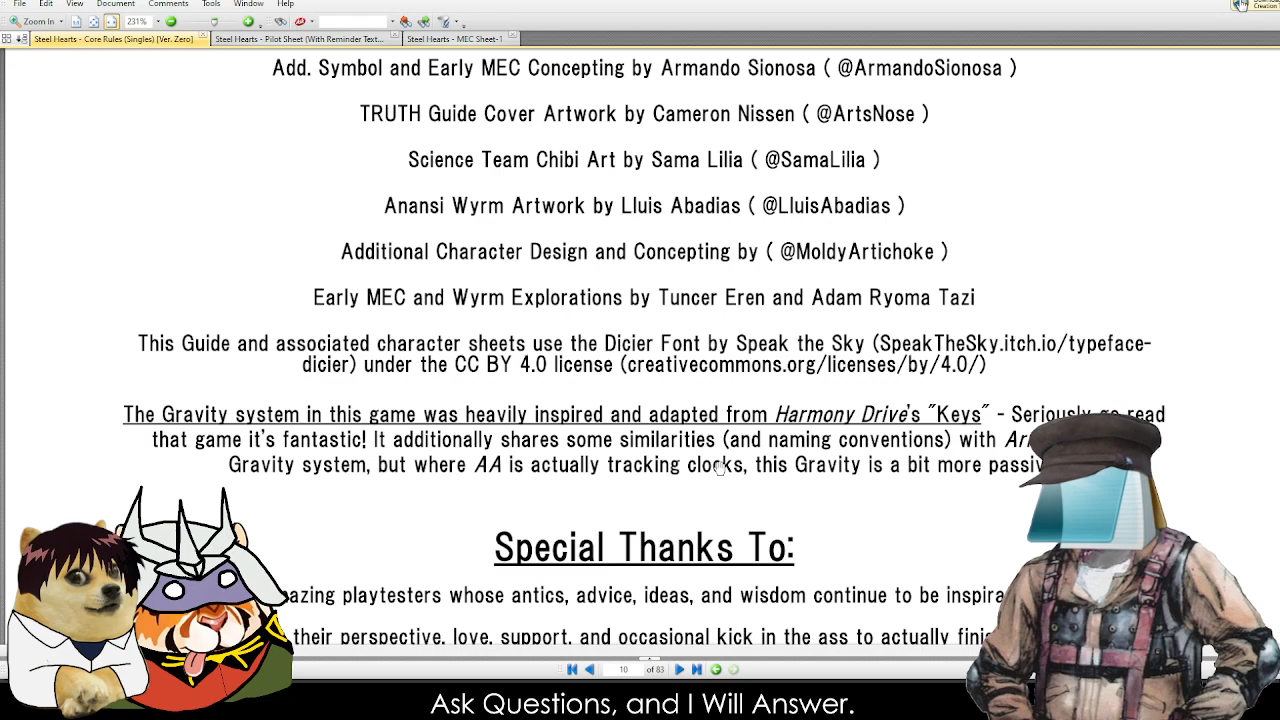 File Edit View Document Comments Tools Window Help
Zoom In 231%
Steel Hearts - Core Rules (Singles) [Ver. Zero] Steel Hearts - Pilot Sheet (With Reminder Text... Steel Hearts - MEC Sheet-1
Add. Symbol and Early MEC Concepting by Armando Sionosa ( @ArmandoSionosa )
TRUTH Guide Cover Artwork by Cameron Nissen ( @ArtsNose )
Science Team Chibi Art by Sama Lilia ( @SamaLilia )
Anansi Wyrm Artwork by Lluis Abadias ( @LluisAbadias )
Additional Character Design and Concepting by ( @MoldyArtichoke )
Early MEC and Wyrm Explorations by Tuncer Eren and Adam Ryoma Tazi
This Guide and associated character sheets use the Dicier Font by Speak the Sky (SpeakTheSky.itch.io/typeface-
dicier) under the CC BY 4.0 license (creativecommons.org/licenses/by/4.0/)
The Gravity system in this game was heavily inspired and adapted from Harmony Drive's "Keys" - Seriously go read
that game it's fantastic! It additionally shares some similarities (and naming conventions) with
Gravity system, but where AA is actually tracking clocks, this Gravity is a bit more
Special Thanks To:
playtesters whose antics, advice, ideas, and wisdom continue to be
their perspective, love, support, and occasional kick in the ass to actually
10 of 83
Ask Questions, and I Will Answer.